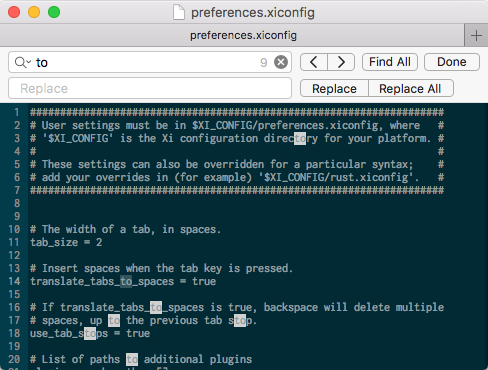 preferences.xiconfig
preferences.xiconfig +
to 9 Find All Done
Replace Replace Replace All
1 #####################################################################
2 # User settings must be in $XI_CONFIG/preferences.xiconfig, where #
3 # '$XI_CONFIG' is the Xi configuration directory for your platform. #
4 # #
5 # These settings can also be overridden for a particular syntax; #
6 # add your overrides in (for example) '$XI_CONFIG/rust.xiconfig'. #
7 #####################################################################
8
9
10 # The width of a tab, in spaces.
11 tab_size = 2
12
13 # Insert spaces when the tab key is pressed.
14 translate_tabs_to_spaces = true
15
16 # If translate_tabs_to_spaces is true, backspace will delete multiple
17 # spaces, up to the previous tab stop.
18 use_tab_stops = true
19
20 # List of paths to additional plugins